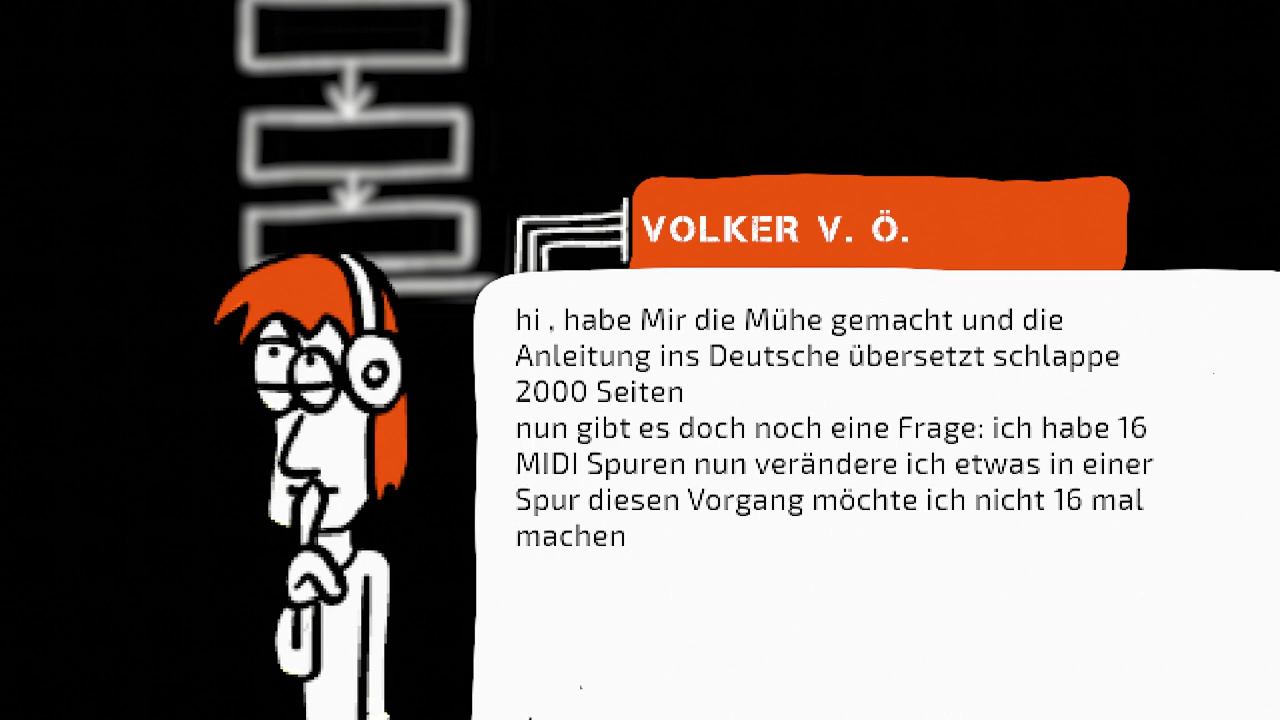 VOLKER V. Ö.
hi , habe Mir die Mühe gemacht und die
Anleitung ins Deutsche übersetzt schlappe
2000 Seiten
nun gibt es doch noch eine Frage: ich habe 16
MIDI Spuren nun verändere ich etwas in einer
Spur diesen Vorgang möchte ich nicht 16 mal
machen